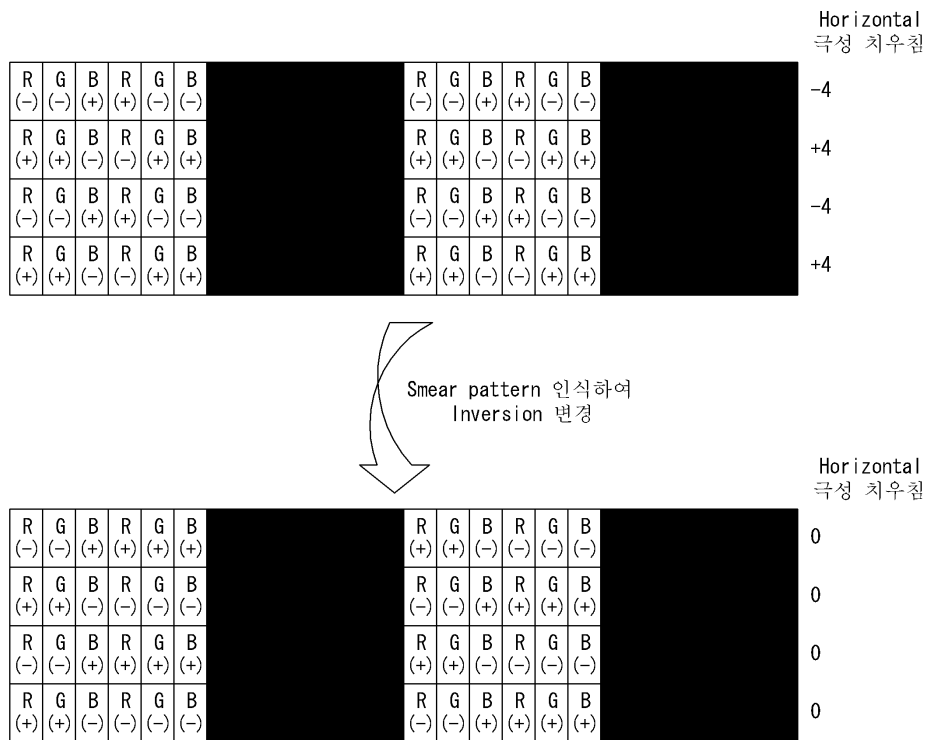 Horizontal
극성 치우침
R G B R G B R G B R G B
(-) (-) (+) (+) (-) (-) (-) (-) (+) (+) (-) (-) -4
R G B R G B R G B R G B
(+) (+) (-) (-) (+) (+) (+) (+) (-) (-) (+) (+) +4
R G B R G B R G B R G B
(-) (-) (+) (+) (-) (-) (-) (-) (+) (+) (-) (-) -4
R G B R G B R G B R G B
(+) (+) (-) (-) (+) (+) (+) (+) (-) (-) (+) (+) +4
Smear pattern 인식하여
Inversion 변경
Horizontal
극성 치우침
R G B R G B R G B R G B
(-) (-) (+) (+) (+) (+) (+) (+) (-) (-) (-) (-) 0
R G B R G B R G B R G B
(+) (+) (-) (-) (-) (-) (-) (-) (+) (+) (+) (+) 0
R G B R G B R G B R G B
(-) (-) (+) (+) (+) (+) (+) (+) (-) (-) (-) (-) 0
R G B R G B R G B R G B
(+) (+) (-) (-) (-) (-) (-) (-) (+) (+) (+) (+) 0